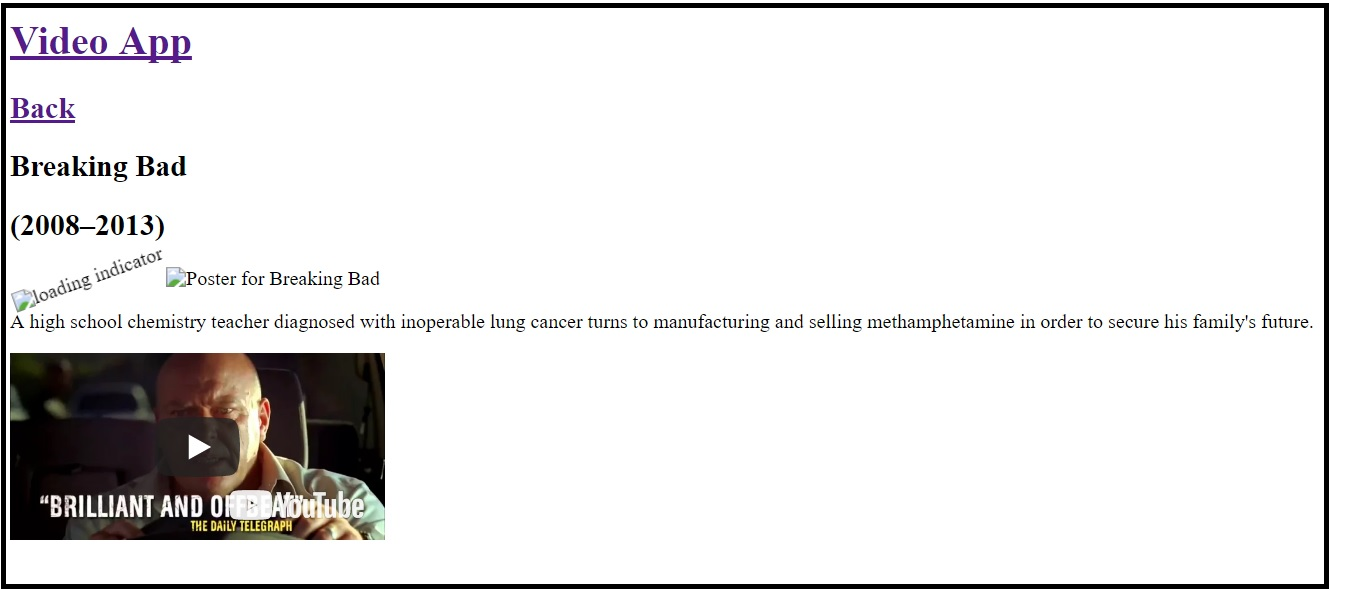 Video App
Back
Breaking Bad
(2008–2013)
loading indicator
Poster for Breaking Bad
A high school chemistry teacher diagnosed with inoperable lung cancer turns to manufacturing and selling methamphetamine in order to secure his family's future.
“BRILLIANT AND OFFBEAT”
YouTube
THE DAILY TELEGRAPH